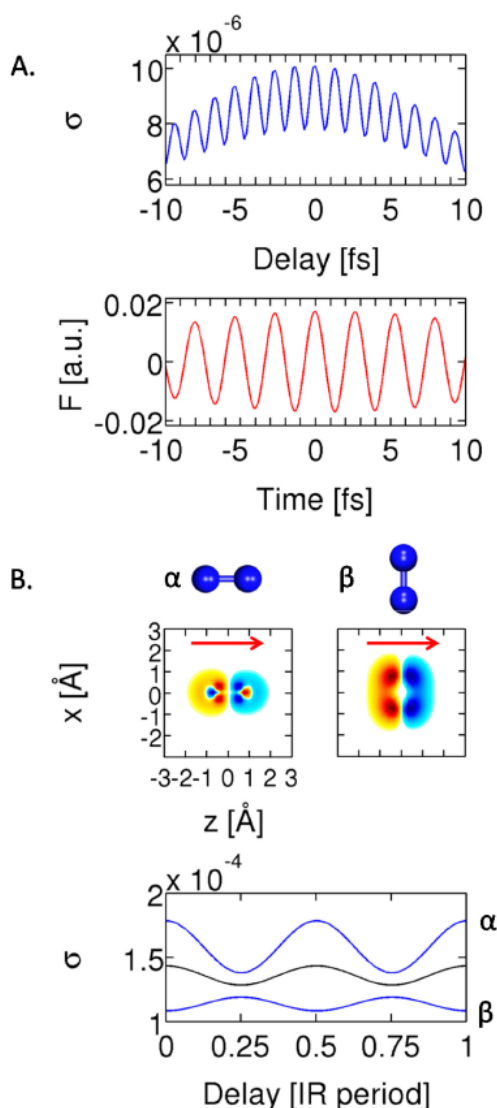 A.
x 10 -6
10
8
6
σ
-10 -5 0 5 10
Delay [fs]
0.02
0
-0.02
F [a.u.]
-10 -5 0 5 10
Time [fs]
B.
α
β
3
2
1
0
-1
-2
-3
x [Å]
-3 -2 -1 0 1 2 3
z [Å]
x 10 -4
2
1.5
1
σ
α
β
0 0.25 0.5 0.75 1
Delay [IR period]